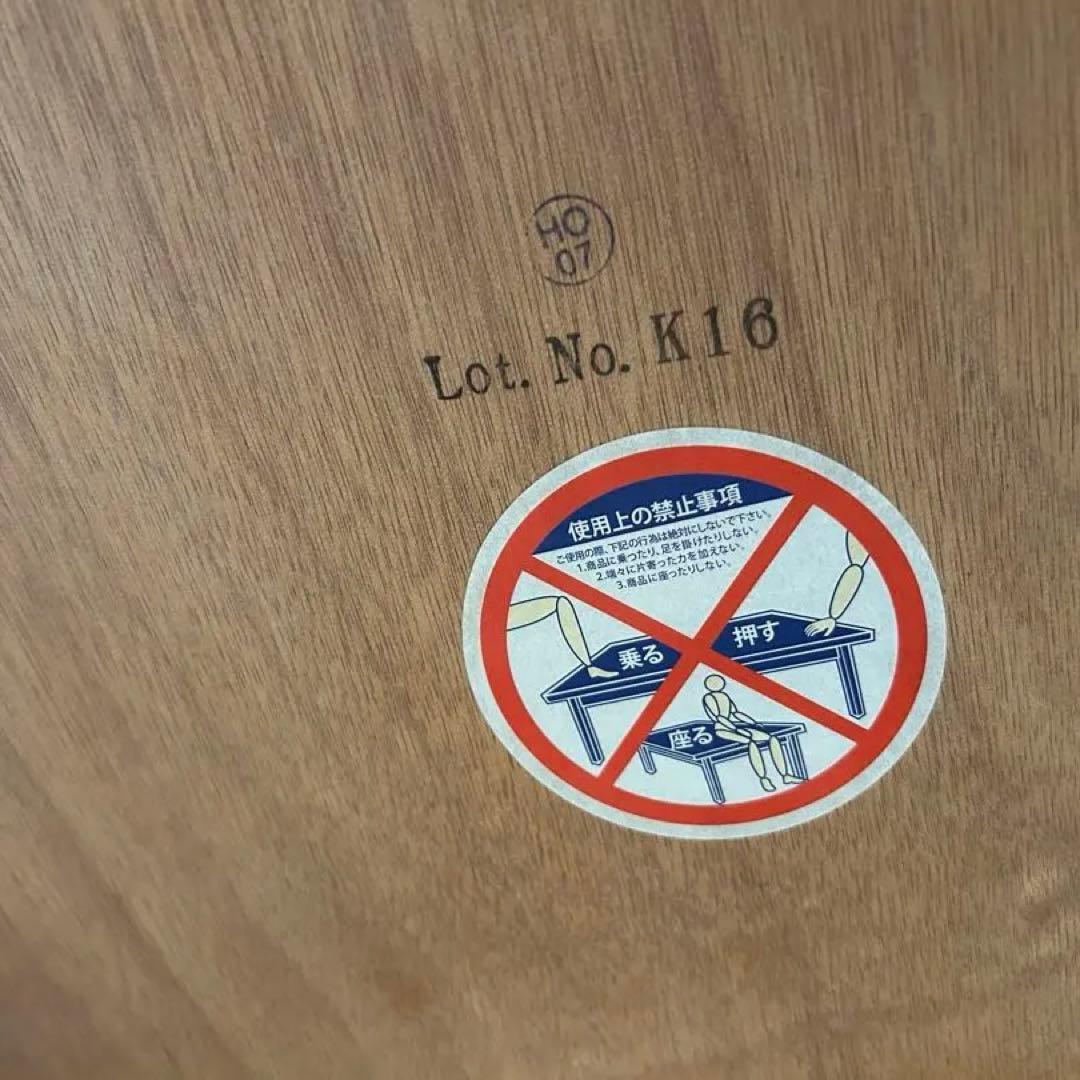 HO
07
Lot. No. K16
使用上の禁止事項
ご使用の際、下記の行為は絶対にしないで下さい。
1.商品に乗ったり、足を掛けたりしない。
2.端々に片寄った力を加えない。
3.商品に座ったりしない。
乗る
押す
座る